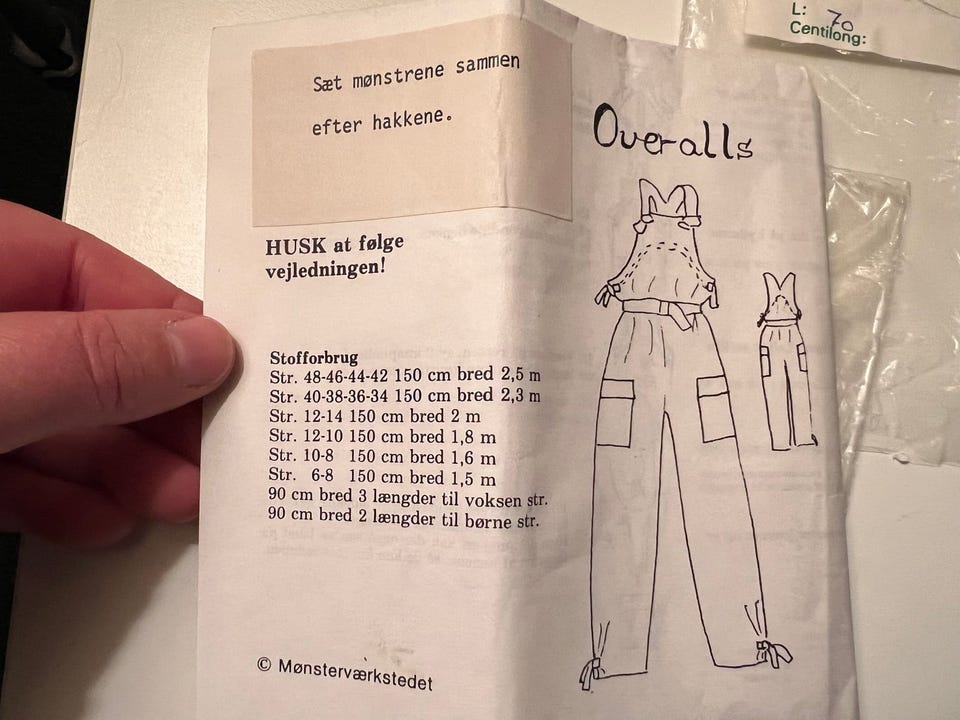 L: 70
Centilong:
Sæt mønstrene sammen
efter hakkene.
Overalls
HUSK at følge
vejledningen!
Stofforbrug
Str. 48-46-44-42 150 cm bred 2,5 m
Str. 40-38-36-34 150 cm bred 2,3 m
Str. 12-14 150 cm bred 2 m
Str. 12-10 150 cm bred 1,8 m
Str. 10-8 150 cm bred 1,6 m
Str. 6-8 150 cm bred 1,5 m
90 cm bred 3 længder til voksen str.
90 cm bred 2 længder til børne str.
© Mønsterværkstedet